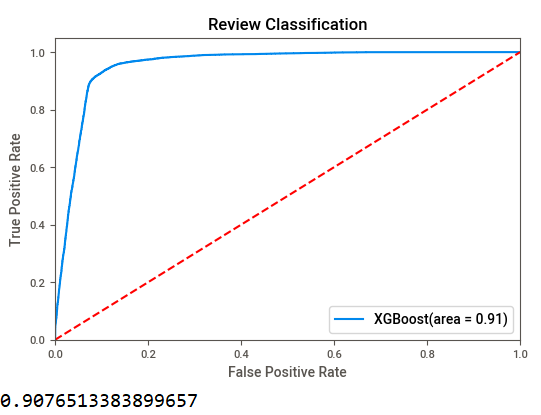 Review Classification
1.0
0.8
0.6
0.4
0.2
0.0
True Positive Rate
XGBoost(area = 0.91)
0.0 0.2 0.4 0.6 0.8 1.0
False Positive Rate
0.9076513383899657